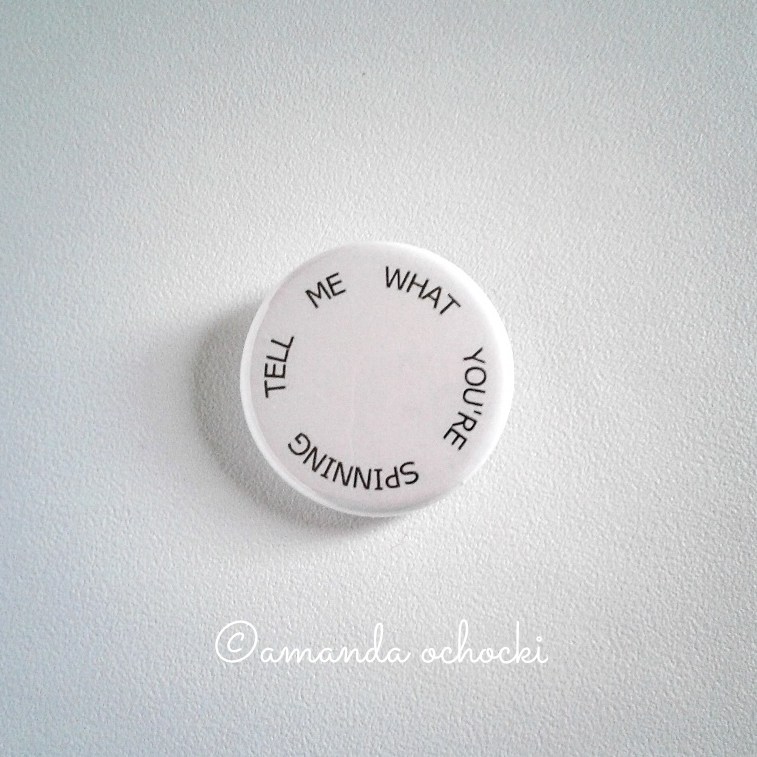 TELL ME WHAT YOU'RE SPINNING
©amanda ochocki